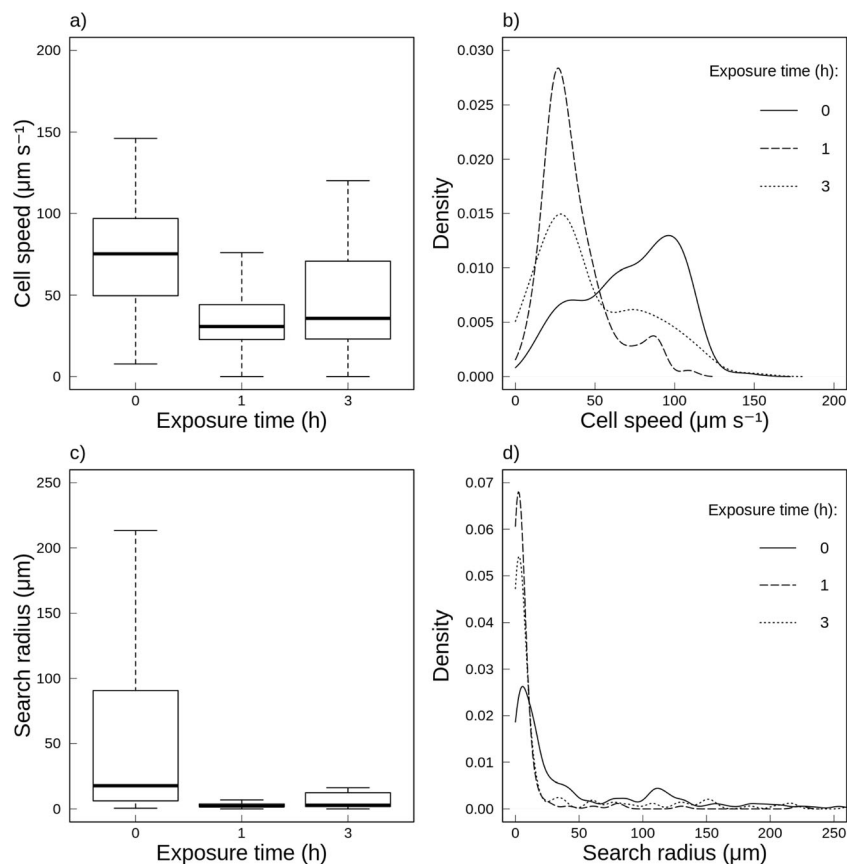 a)
200
150
100
50
0
Cell speed (µm s⁻¹)
0 1 3
Exposure time (h)
b)
0.030
0.025
0.020
0.015
0.010
0.005
0.000
Density
Exposure time (h):
0
1
3
0 50 100 150 200
Cell speed (µm s⁻¹)
c)
250
200
150
100
50
0
Search radius (µm)
0 1 3
Exposure time (h)
d)
0.07
0.06
0.05
0.04
0.03
0.02
0.01
0.00
Density
Exposure time (h):
0
1
3
0 50 100 150 200 250
Search radius (µm)